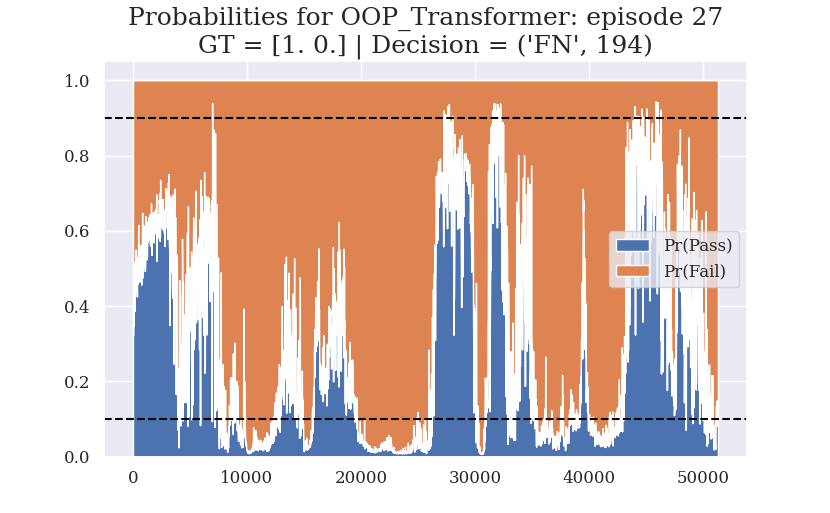 Probabilities for OOP_Transformer: episode 27
GT = [1. 0.] | Decision = ('FN', 194)
1.0
0.8
0.6
0.4
0.2
0.0
Pr(Pass)
Pr(Fail)
0 10000 20000 30000 40000 50000